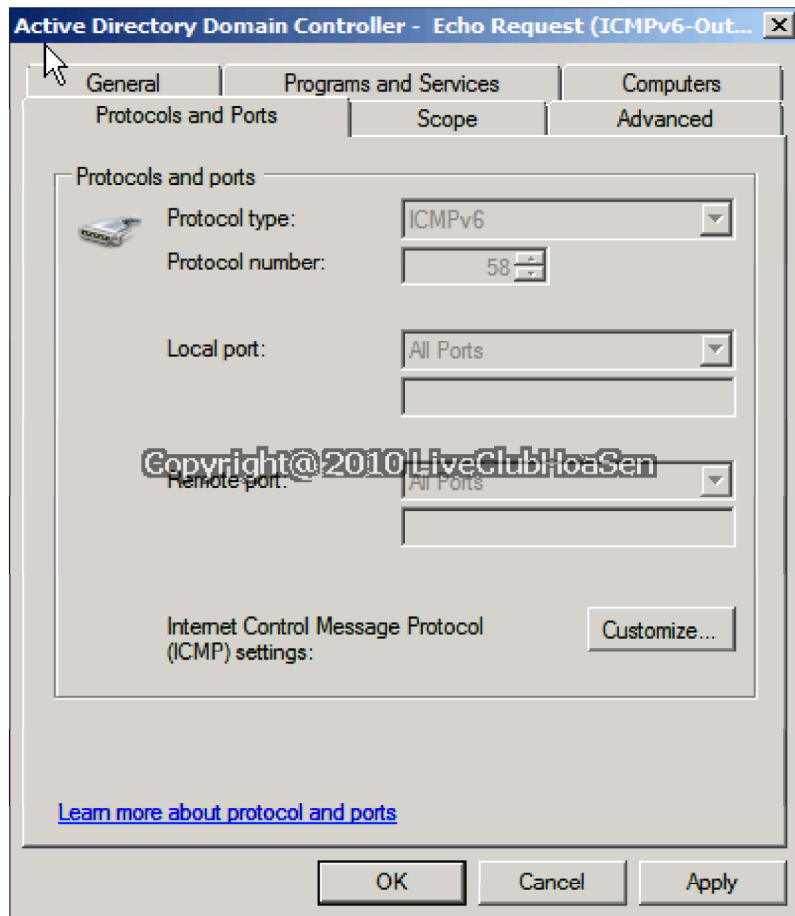 Active Directory Domain Controller - Echo Request (ICMPv6-Out...
General Programs and Services Computers
Protocols and Ports Scope Advanced
Protocols and ports
Protocol type: ICMPv6
Protocol number: 58
Local port: All Ports
Copyright@2010 LiveClubHoaSen
Remote port: All Ports
Internet Control Message Protocol
(ICMP) settings:
Customize...
Learn more about protocol and ports
OK Cancel Apply